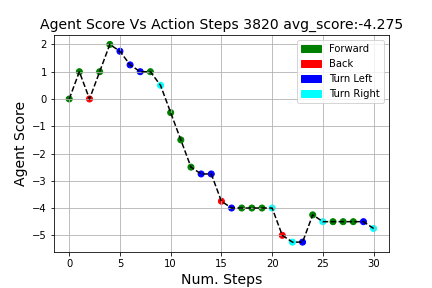 Agent Score Vs Action Steps 3820 avg_score:-4.275
Agent Score
2
1
0
−1
−2
−3
−4
−5
Forward
Back
Turn Left
Turn Right
0 5 10 15 20 25 30
Num. Steps